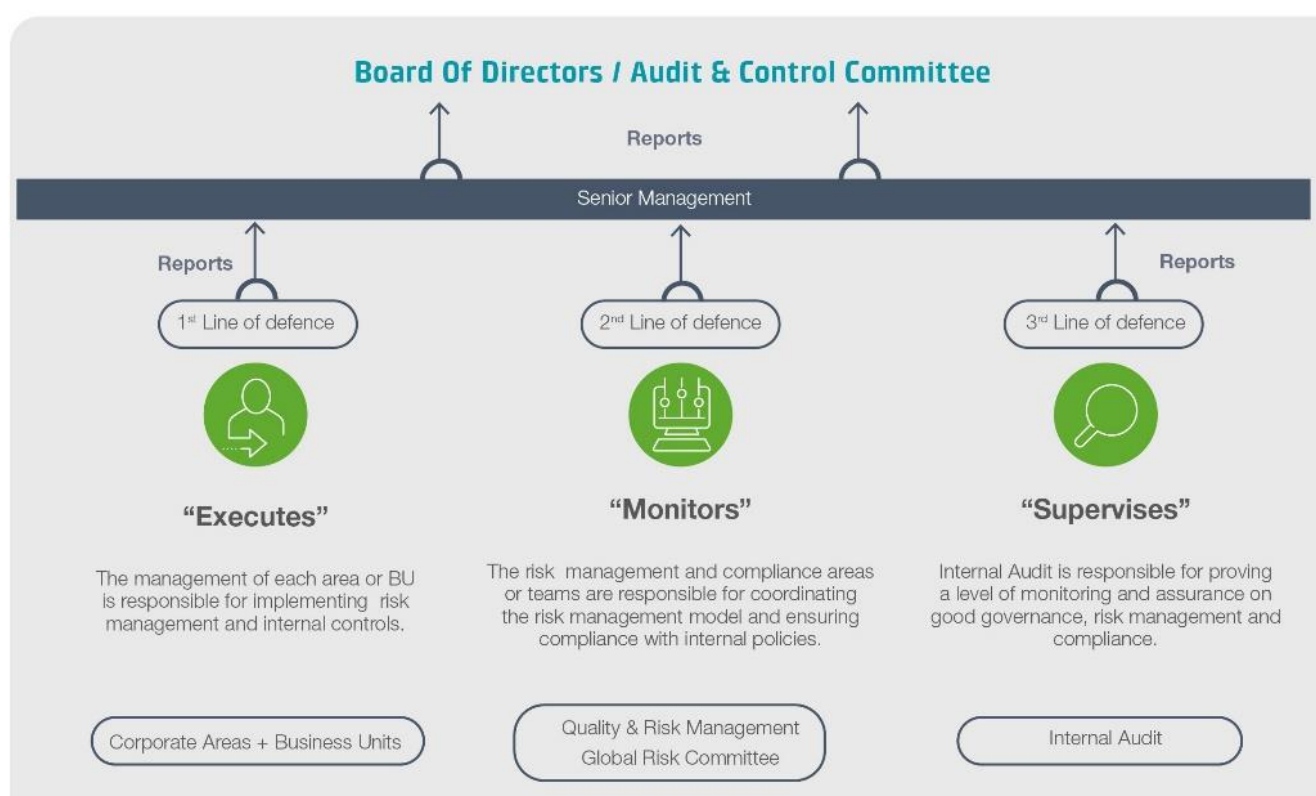 Board Of Directors / Audit & Control Committee
Reports
Senior Management
Reports
Reports
1st Line of defence
2nd Line of defence
3rd Line of defence
“Executes”
“Monitors”
“Supervises”
The management of each area or BU
is responsible for implementing risk
management and internal controls.
The risk management and compliance areas
or teams are responsible for coordinating
the risk management model and ensuring
compliance with internal policies.
Internal Audit is responsible for proving
a level of monitoring and assurance on
good governance, risk management and
compliance.
Corporate Areas + Business Units
Quality & Risk Management
Global Risk Committee
Internal Audit